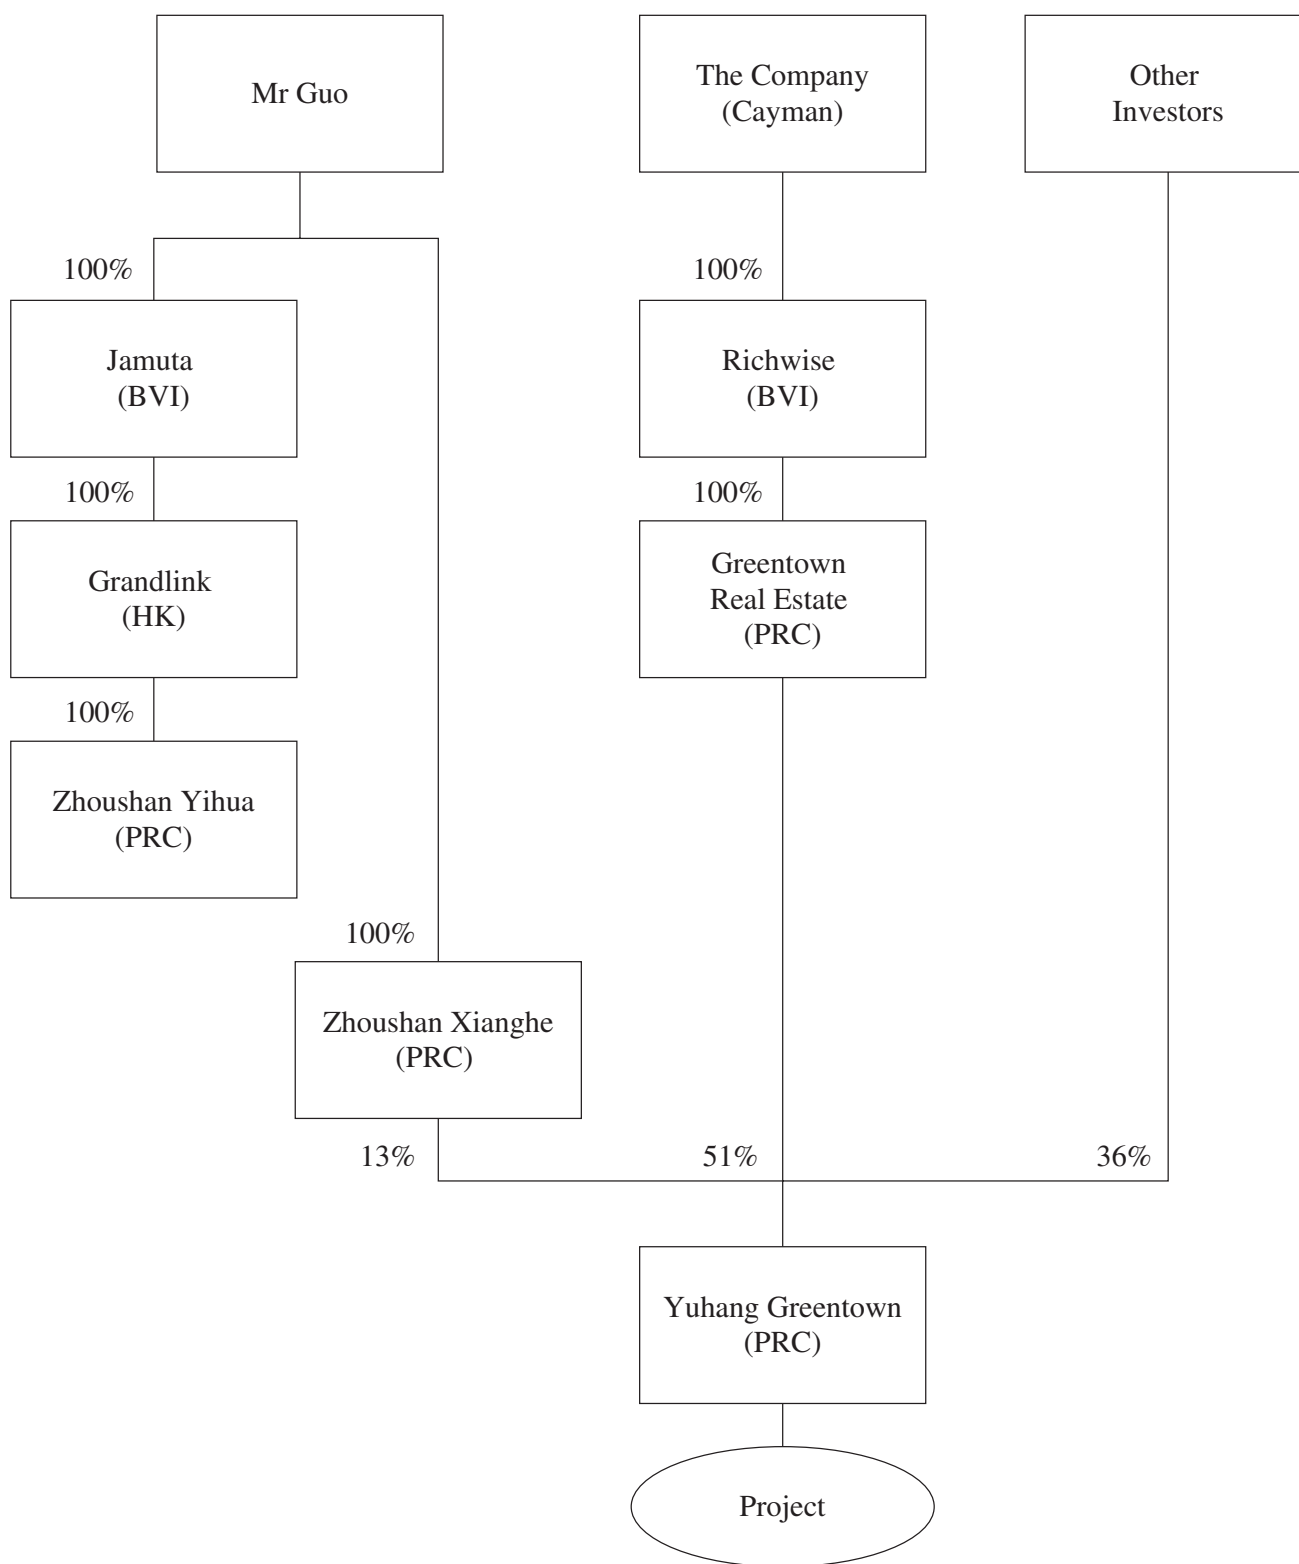 Mr Guo
The Company
(Cayman)
Other
Investors
100%
100%
Jamuta
(BVI)
Richwise
(BVI)
100%
100%
Grandlink
(HK)
Greentown
Real Estate
(PRC)
100%
Zhoushan Yihua
(PRC)
100%
Zhoushan Xianghe
(PRC)
13%
51%
36%
Yuhang Greentown
(PRC)
Project